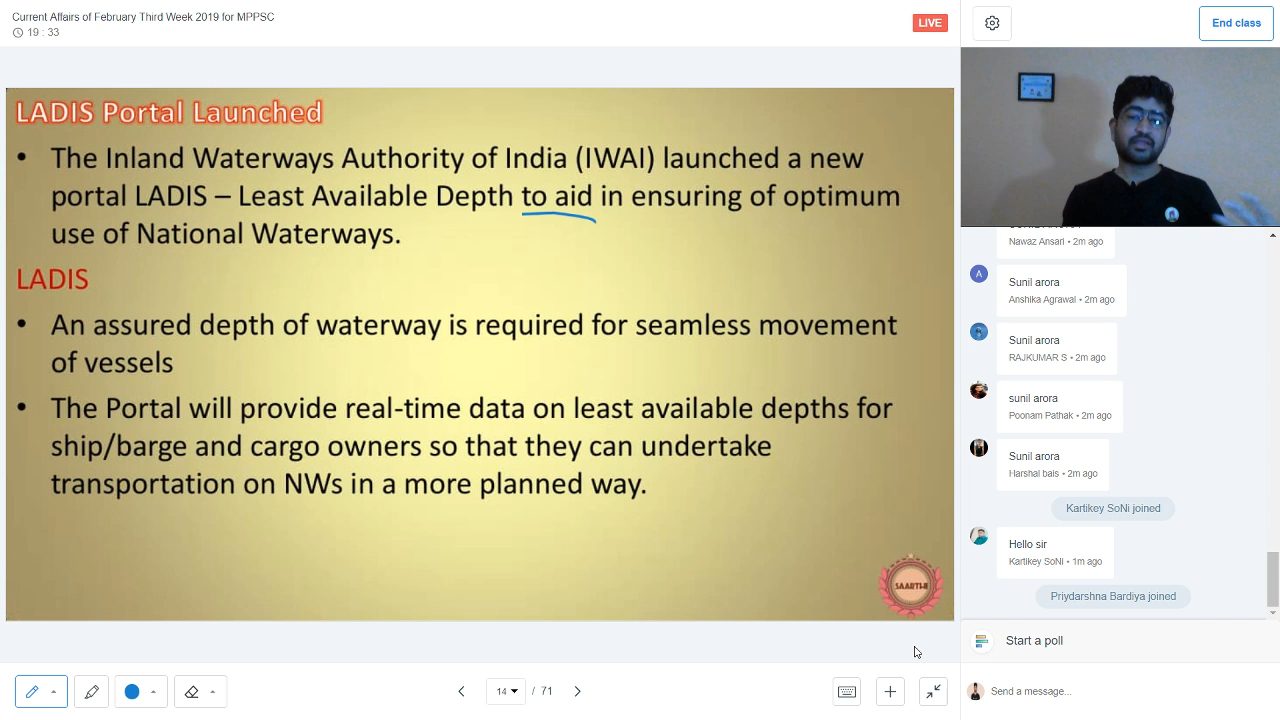 Current Affairs of February Third Week 2019 for MPPSC
19 : 33
LIVE
End class
LADIS Portal Launched
• The Inland Waterways Authority of India (IWAI) launched a new
portal LADIS – Least Available Depth to aid in ensuring of optimum
use of National Waterways.
LADIS
• An assured depth of waterway is required for seamless movement
of vessels
• The Portal will provide real-time data on least available depths for
ship/barge and cargo owners so that they can undertake
transportation on NWs in a more planned way.
SAARTHI
Nawaz Ansari • 2m ago
A
Sunil arora
Anshika Agrawal • 2m ago
Sunil arora
RAJKUMAR S • 2m ago
sunil arora
Poonam Pathak • 2m ago
Sunil arora
Harshal bais • 2m ago
Kartikey SoNi joined
Hello sir
Kartikey SoNi • 1m ago
Priydarshna Bardiya joined
Start a poll
14 / 71
Send a message...